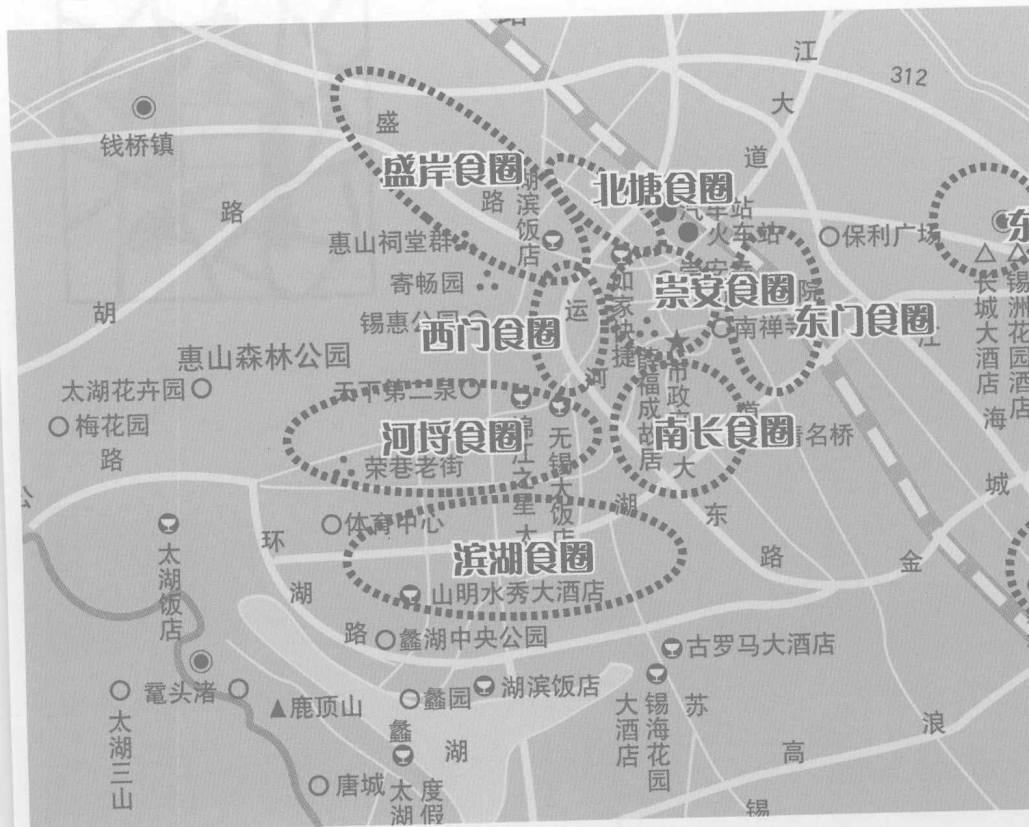 路
江
312
钱桥镇
盛
大
盛岸食圈
道
北塘食圈
湖滨饭店
路
路
汽车站
火车站
保利广场
惠山祠堂群
东
寄畅园
如家快捷
崇安食圈
院
长城大酒店
锡洲花园酒店
胡
锡惠公园
运
西门食圈
南禅寺
东门食圈
江
惠山森林公园
太湖花卉园
天下第二泉
河
市政府
道
海
梅花园
路
河埒食圈
锦江之星
无锡大饭店
南长食圈
清名桥
荣巷老街
大
大
城
公
体育中心
湖
东
环
滨湖食圈
路
金
太湖饭店
湖
山明水秀大酒店
路
蠡湖中央公园
古罗马大酒店
鼋头渚
鹿顶山
蠡园
湖滨饭店
大酒店
锡海花园
苏
太湖三山
蠡
湖
高
浪
唐城
太湖
度假
锡